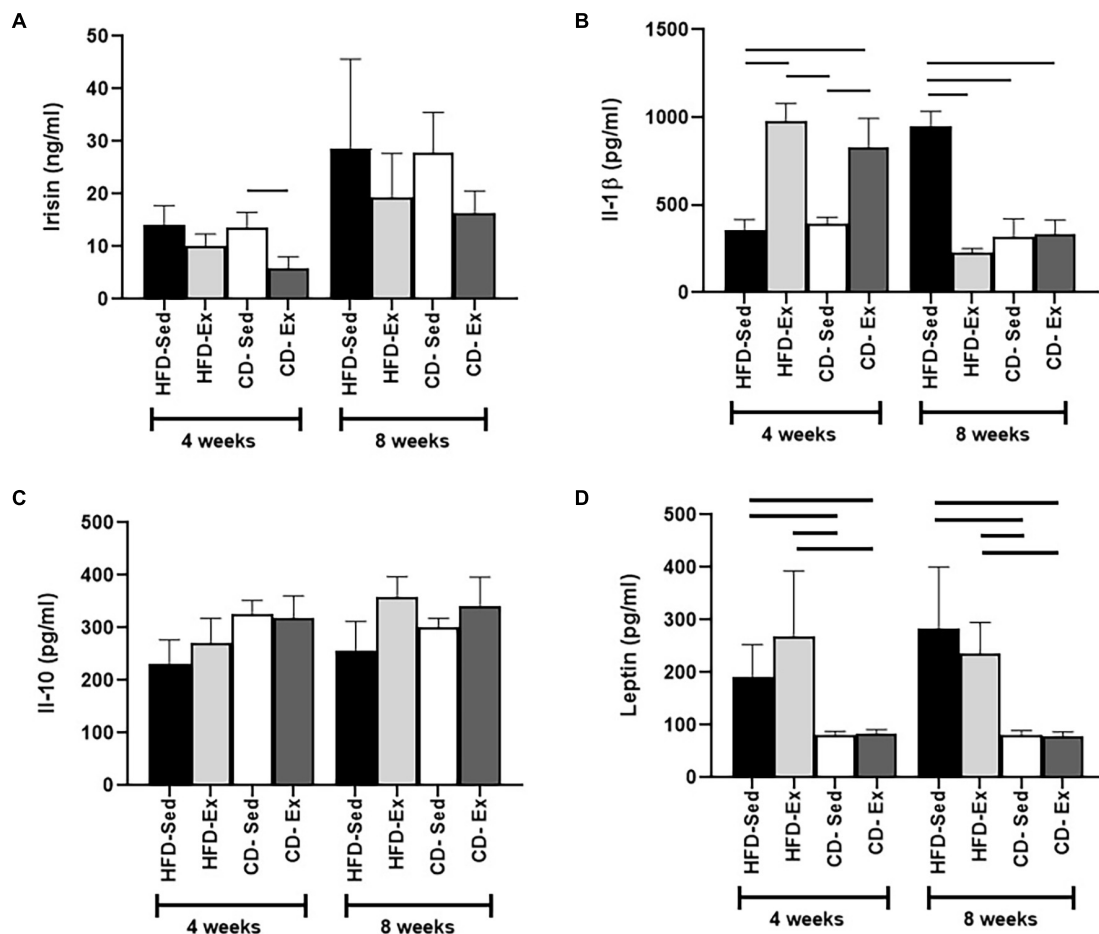 A
Irisin (ng/ml)
50
40
30
20
10
0
HFD-Sed
HFD-Ex
CD- Sed
CD- Ex
HFD-Sed
HFD-Ex
CD- Sed
CD- Ex
4 weeks
8 weeks
B
Il-1β (pg/ml)
1500
1000
500
0
HFD-Sed
HFD-Ex
CD- Sed
CD- Ex
HFD-Sed
HFD-Ex
CD- Sed
CD- Ex
4 weeks
8 weeks
C
Il-10 (pg/ml)
500
400
300
200
100
0
HFD-Sed
HFD-Ex
CD- Sed
CD- Ex
HFD-Sed
HFD-Ex
CD- Sed
CD- Ex
4 weeks
8 weeks
D
Leptin (pg/ml)
500
400
300
200
100
0
HFD-Sed
HFD-Ex
CD- Sed
CD- Ex
HFD-Sed
HFD-Ex
CD- Sed
CD- Ex
4 weeks
8 weeks